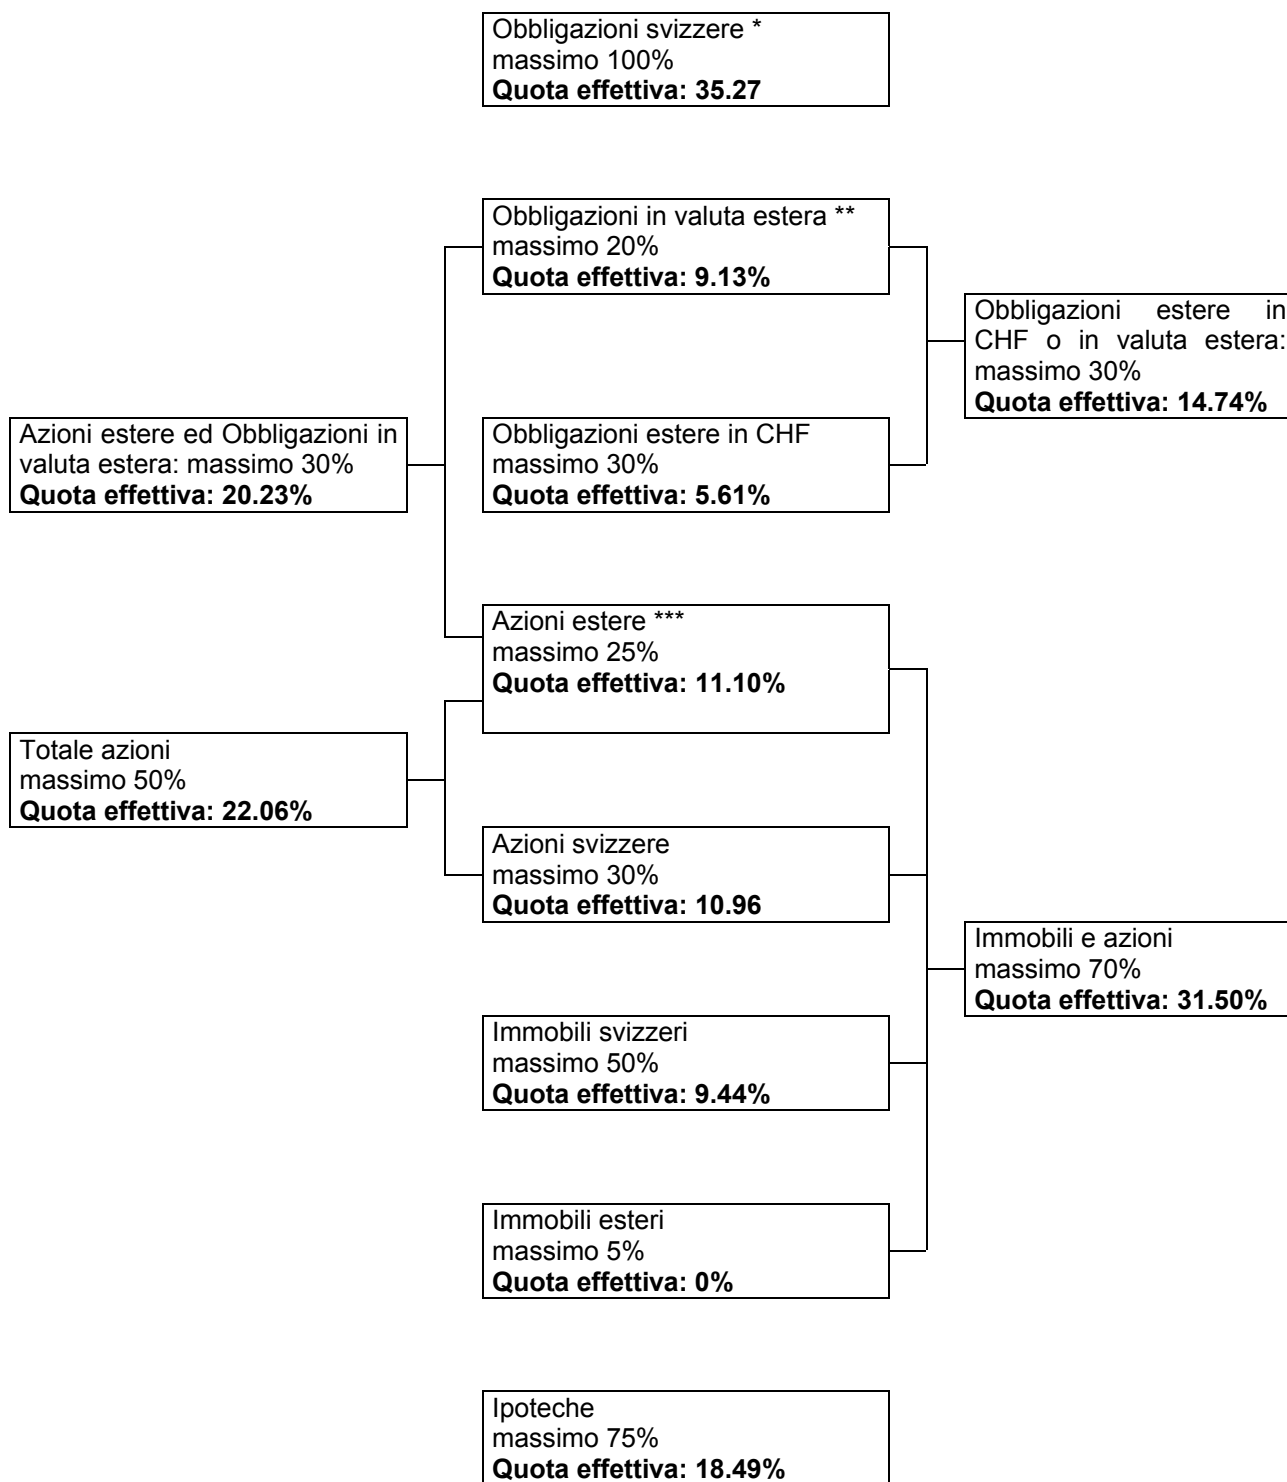 Obbligazioni svizzere *
massimo 100%
Quota effettiva: 35.27
Obbligazioni in valuta estera **
massimo 20%
Quota effettiva: 9.13%
Obbligazioni estere in
CHF o in valuta estera:
massimo 30%
Quota effettiva: 14.74%
Azioni estere ed Obbligazioni in
valuta estera: massimo 30%
Quota effettiva: 20.23%
Obbligazioni estere in CHF
massimo 30%
Quota effettiva: 5.61%
Azioni estere ***
massimo 25%
Quota effettiva: 11.10%
Totale azioni
massimo 50%
Quota effettiva: 22.06%
Azioni svizzere
massimo 30%
Quota effettiva: 10.96
Immobili e azioni
massimo 70%
Quota effettiva: 31.50%
Immobili svizzeri
massimo 50%
Quota effettiva: 9.44%
Immobili esteri
massimo 5%
Quota effettiva: 0%
Ipoteche
massimo 75%
Quota effettiva: 18.49%